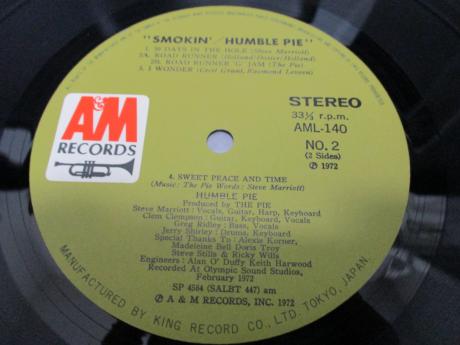 "SMOKIN'/HUMBLE PIE"
1. 30 DAYS IN THE HOLE (Steve Marriott)
2A. ROAD RUNNER (Holland/Dozier/Holland)
2B. ROAD RUNNER 'G' JAM (The Pie)
3. I WONDER (Cecil Grant, Raymond Leveen)
A&M
RECORDS
STEREO
33⅓ r.p.m.
AML-140
NO. 2
(2 Sides)
Ⓟ 1972
4. SWEET PEACE AND TIME
(Music: The Pie Words: Steve Marriott)
HUMBLE PIE
Produced by THE PIE
Steve Marriott: Vocals, Guitar, Harp, Keyboard
Clem Clempson: Guitar, Keyboard, Vocals
Greg Ridley: Bass, Vocals
Jerry Shirley: Drums, Keyboard
Special Thanks To: Alexie Korner,
Madeleine Bell Doris Troy
Steve Stills & Ricky Wills
Engineers: Alan O' Duffy Keith Harwood
Recorded At Olympic Sound Studios,
February 1972
SP 4564 (SALBT 447) am
Ⓟ A & M RECORDS, INC. 1972
MANUFACTURED BY KING RECORD CO., LTD. TOKYO, JAPAN.